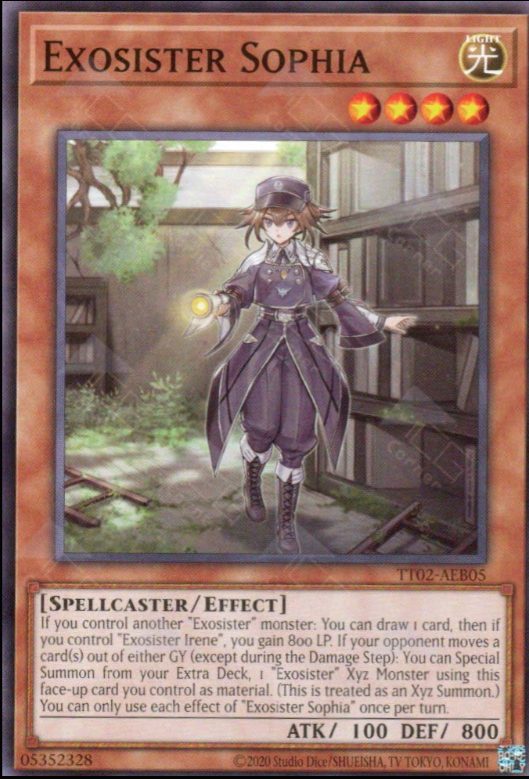 Exosister Sophia
LIGHT
光
TT02-AEB05
[Spellcaster/Effect]
If you control another "Exosister" monster: You can draw 1 card, then if
you control "Exosister Irene", you gain 800 LP. If your opponent moves a
card(s) out of either GY (except during the Damage Step): You can Special
Summon from your Extra Deck, 1 "Exosister" Xyz Monster using this
face-up card you control as material. (This is treated as an Xyz Summon.)
You can only use each effect of "Exosister Sophia" once per turn.
ATK/ 100 DEF/ 800
05352328
©2020 Studio Dice/SHUEISHA, TV TOKYO, KONAMI